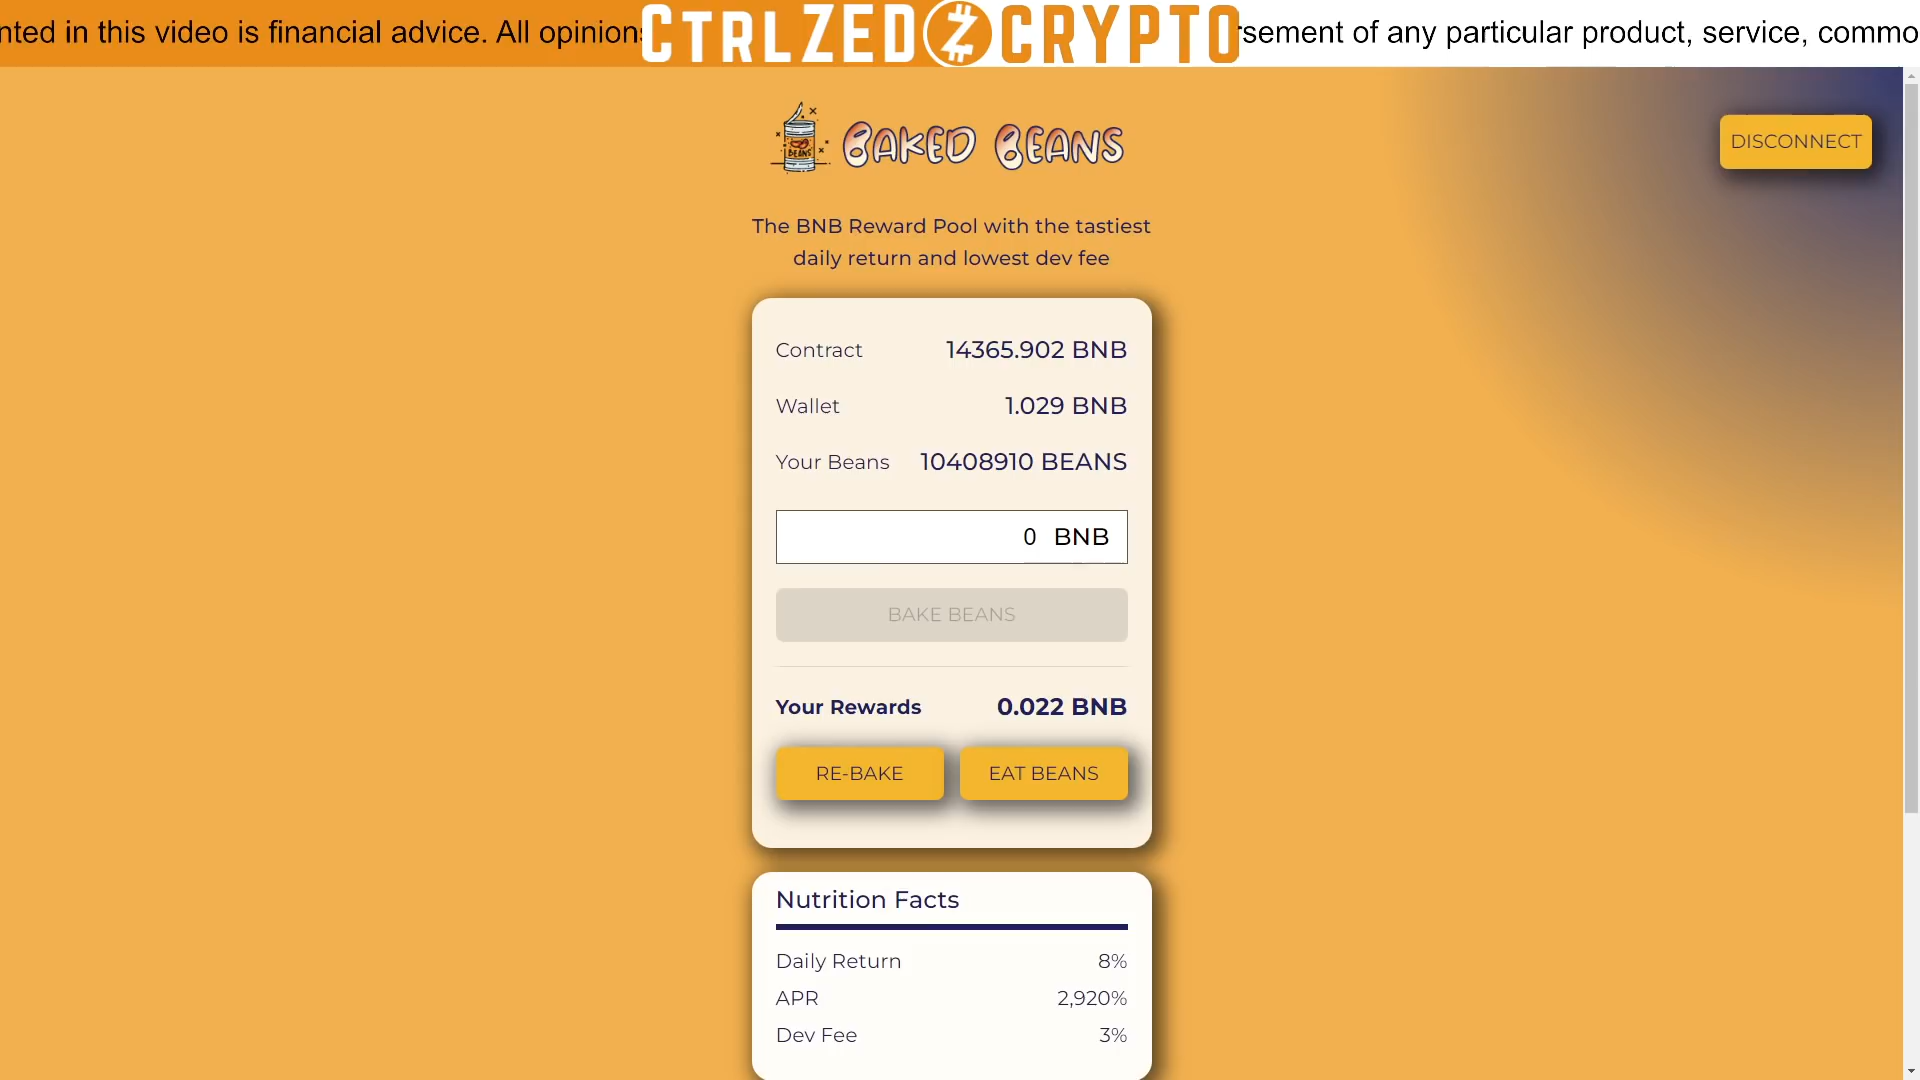 nted in this video is financial advice. All opinions
CTRLZED CRYPTO
rsement of any particular product, service, commo
BEANS
BAKED BEANS
DISCONNECT
The BNB Reward Pool with the tastiest
daily return and lowest dev fee
Contract 14365.902 BNB
Wallet 1.029 BNB
Your Beans 10408910 BEANS
0 BNB
BAKE BEANS
Your Rewards 0.022 BNB
RE-BAKE EAT BEANS
Nutrition Facts
Daily Return 8%
APR 2,920%
Dev Fee 3%